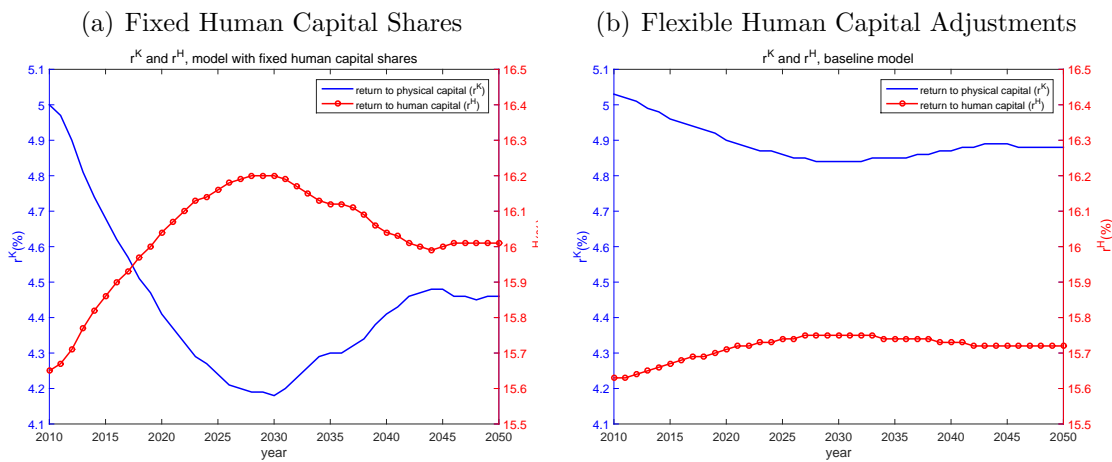 (a) Fixed Human Capital Shares
r^K and r^H, model with fixed human capital shares
return to physical capital (r^K)
return to human capital (r^H)
5.1
5
4.9
4.8
4.7
4.6
4.5
4.4
4.3
4.2
4.1
r^K(%)
16.5
16.4
16.3
16.2
16.1
16
15.9
15.8
15.7
15.6
15.5
2010 2015 2020 2025 2030 2035 2040 2045 2050
year
(b) Flexible Human Capital Adjustments
r^K and r^H, baseline model
return to physical capital (r^K)
return to human capital (r^H)
5.1
5
4.9
4.8
4.7
4.6
4.5
4.4
4.3
4.2
4.1
r^K(%)
16.5
16.4
16.3
16.2
16.1
16
15.9
15.8
15.7
15.6
15.5
r^H(%)
2010 2015 2020 2025 2030 2035 2040 2045 2050
year